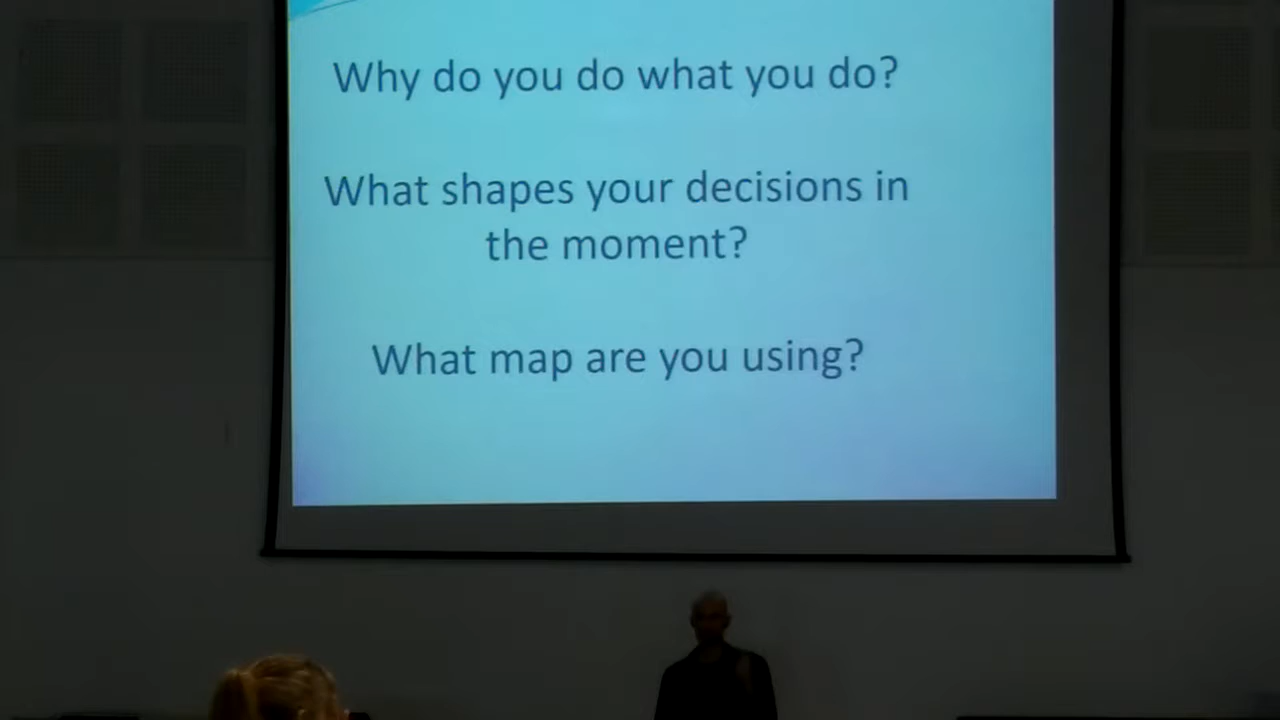 Why do you do what you do?
What shapes your decisions in
the moment?
What map are you using?